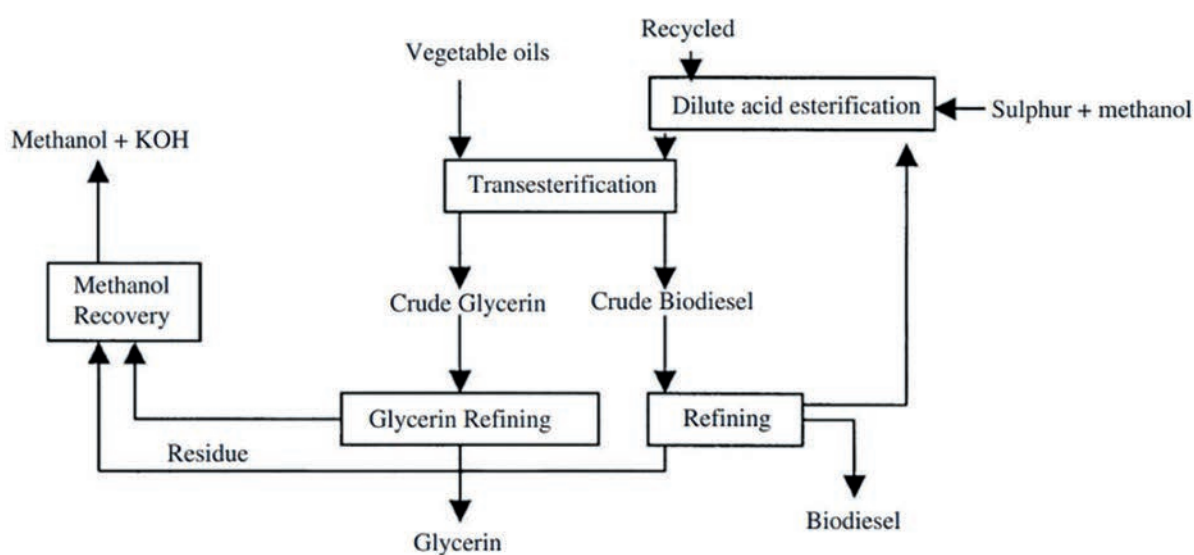 Recycled
Vegetable oils
Dilute acid esterification
Sulphur + methanol
Methanol + KOH
Transesterification
Methanol
Recovery
Crude Glycerin
Crude Biodiesel
Glycerin Refining
Refining
Residue
Biodiesel
Glycerin